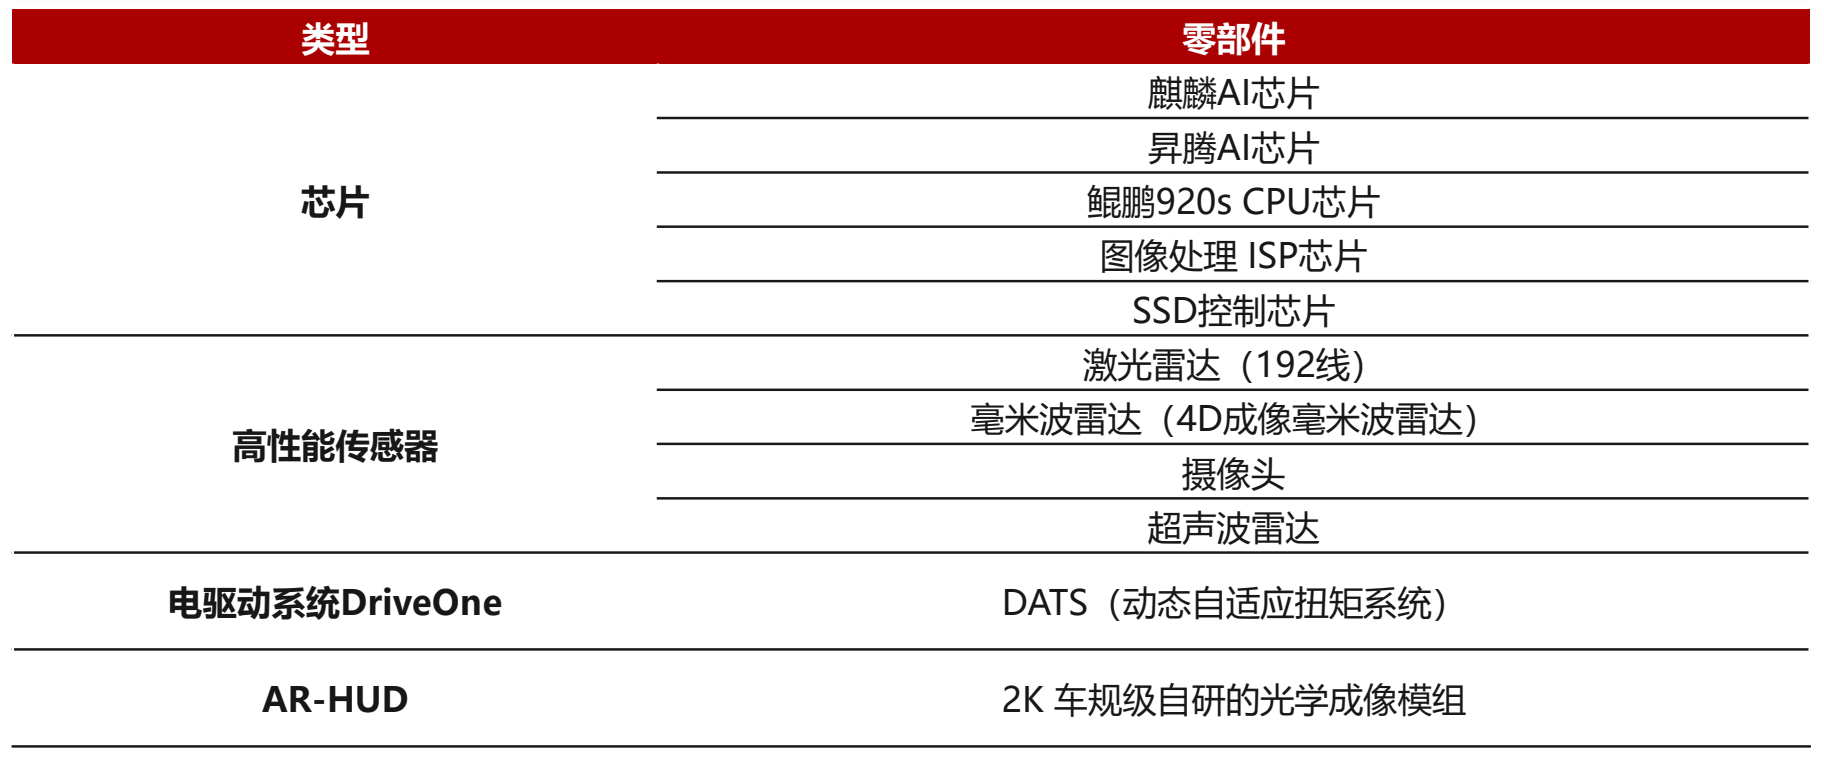 类型 零部件
麒麟AI芯片
昇腾AI芯片
芯片 鲲鹏920s CPU芯片
图像处理 ISP芯片
SSD控制芯片
激光雷达（192线）
毫米波雷达（4D成像毫米波雷达）
高性能传感器
摄像头
超声波雷达
电驱动系统DriveOne DATS（动态自适应扭矩系统）
AR-HUD 2K 车规级自研的光学成像模组